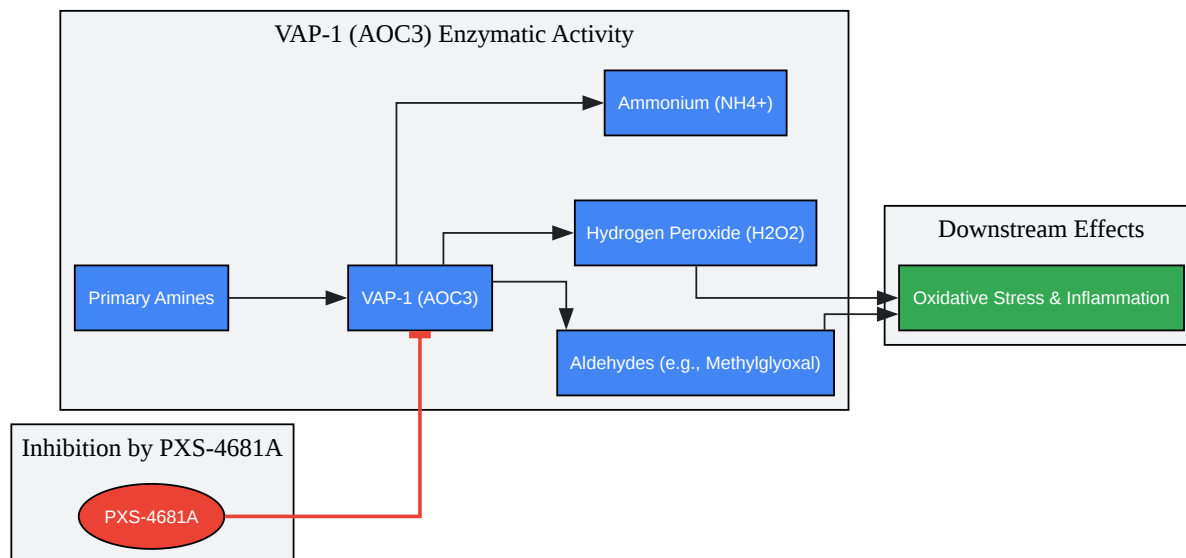 VAP-1 (AOC3) Enzymatic Activity
Ammonium (NH4+)
Hydrogen Peroxide (H2O2)
Downstream Effects
Primary Amines
VAP-1 (AOC3)
Oxidative Stress & Inflammation
Aldehydes (e.g., Methylglyoxal)
Inhibition by PXS-4681A
PXS-4681A